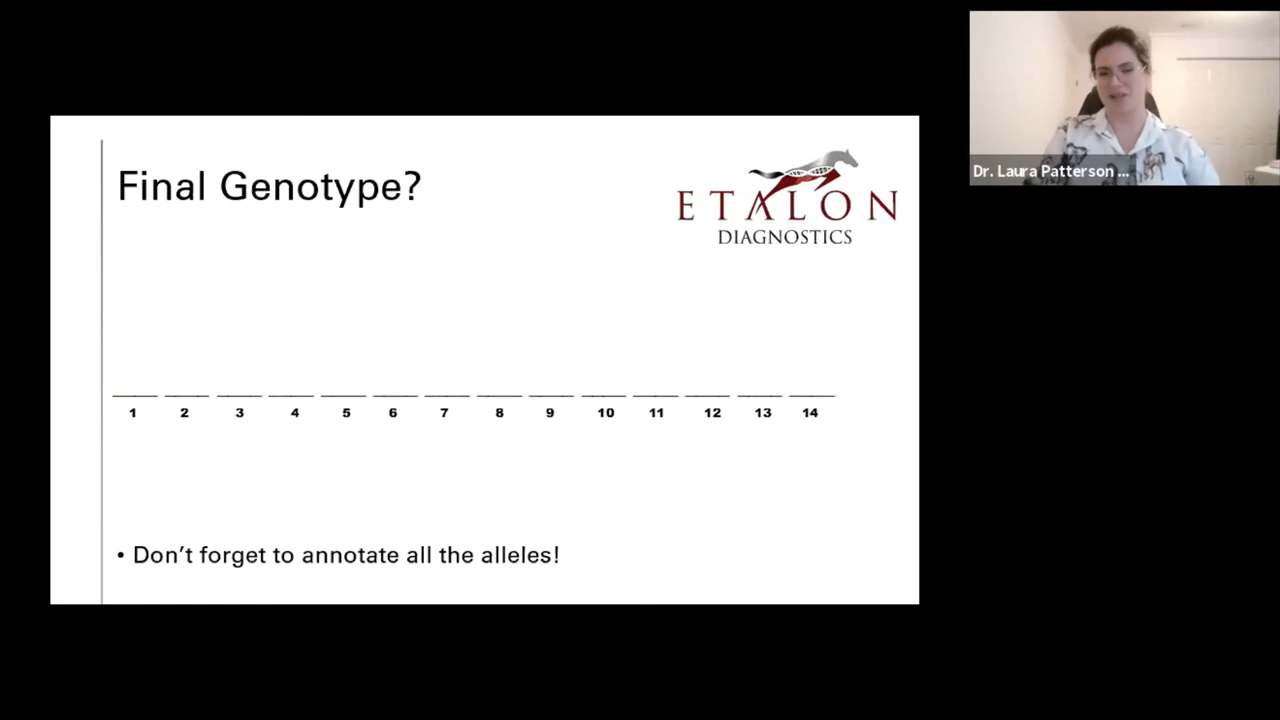 Final Genotype?
ETALON
DIAGNOSTICS
Dr. Laura Patterson ...
1 2 3 4 5 6 7 8 9 10 11 12 13 14
• Don't forget to annotate all the alleles!